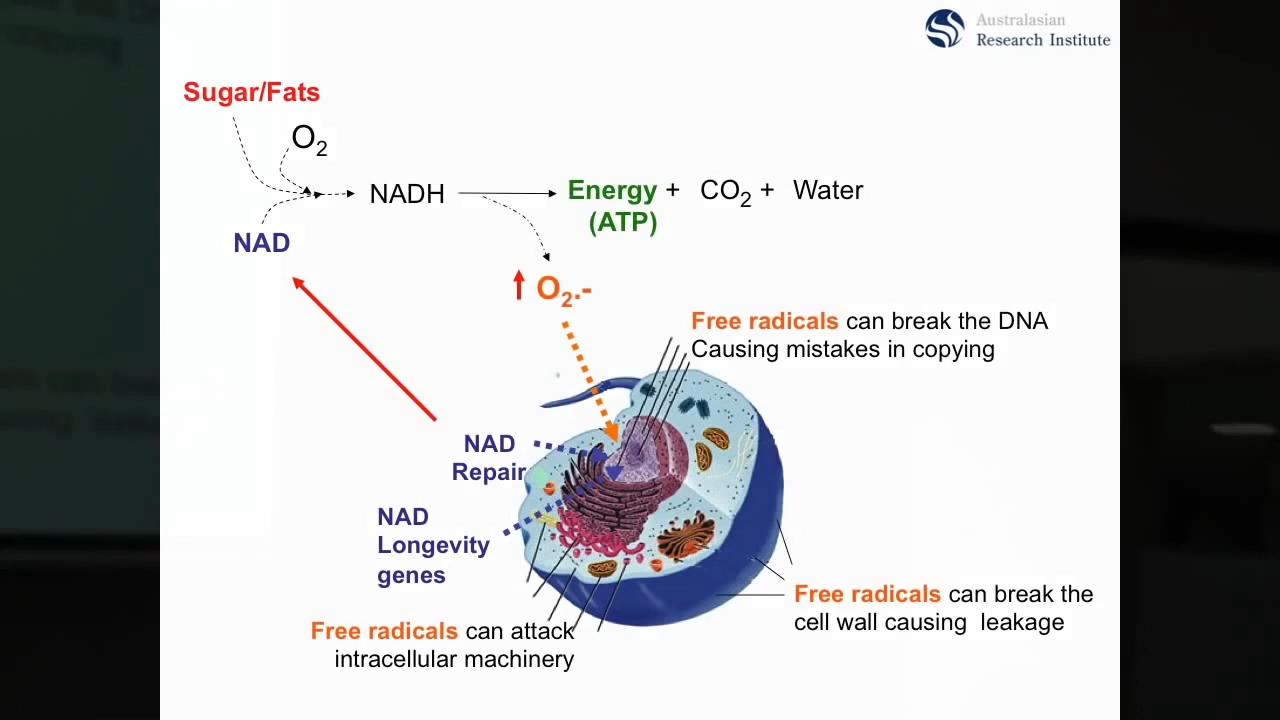 Australasian
Research Institute
Sugar/Fats
O2
NADH
Energy + CO2 + Water
(ATP)
NAD
O2.-
Free radicals can break the DNA
Causing mistakes in copying
NAD
Repair
NAD
Longevity
genes
Free radicals can break the
cell wall causing leakage
Free radicals can attack
intracellular machinery